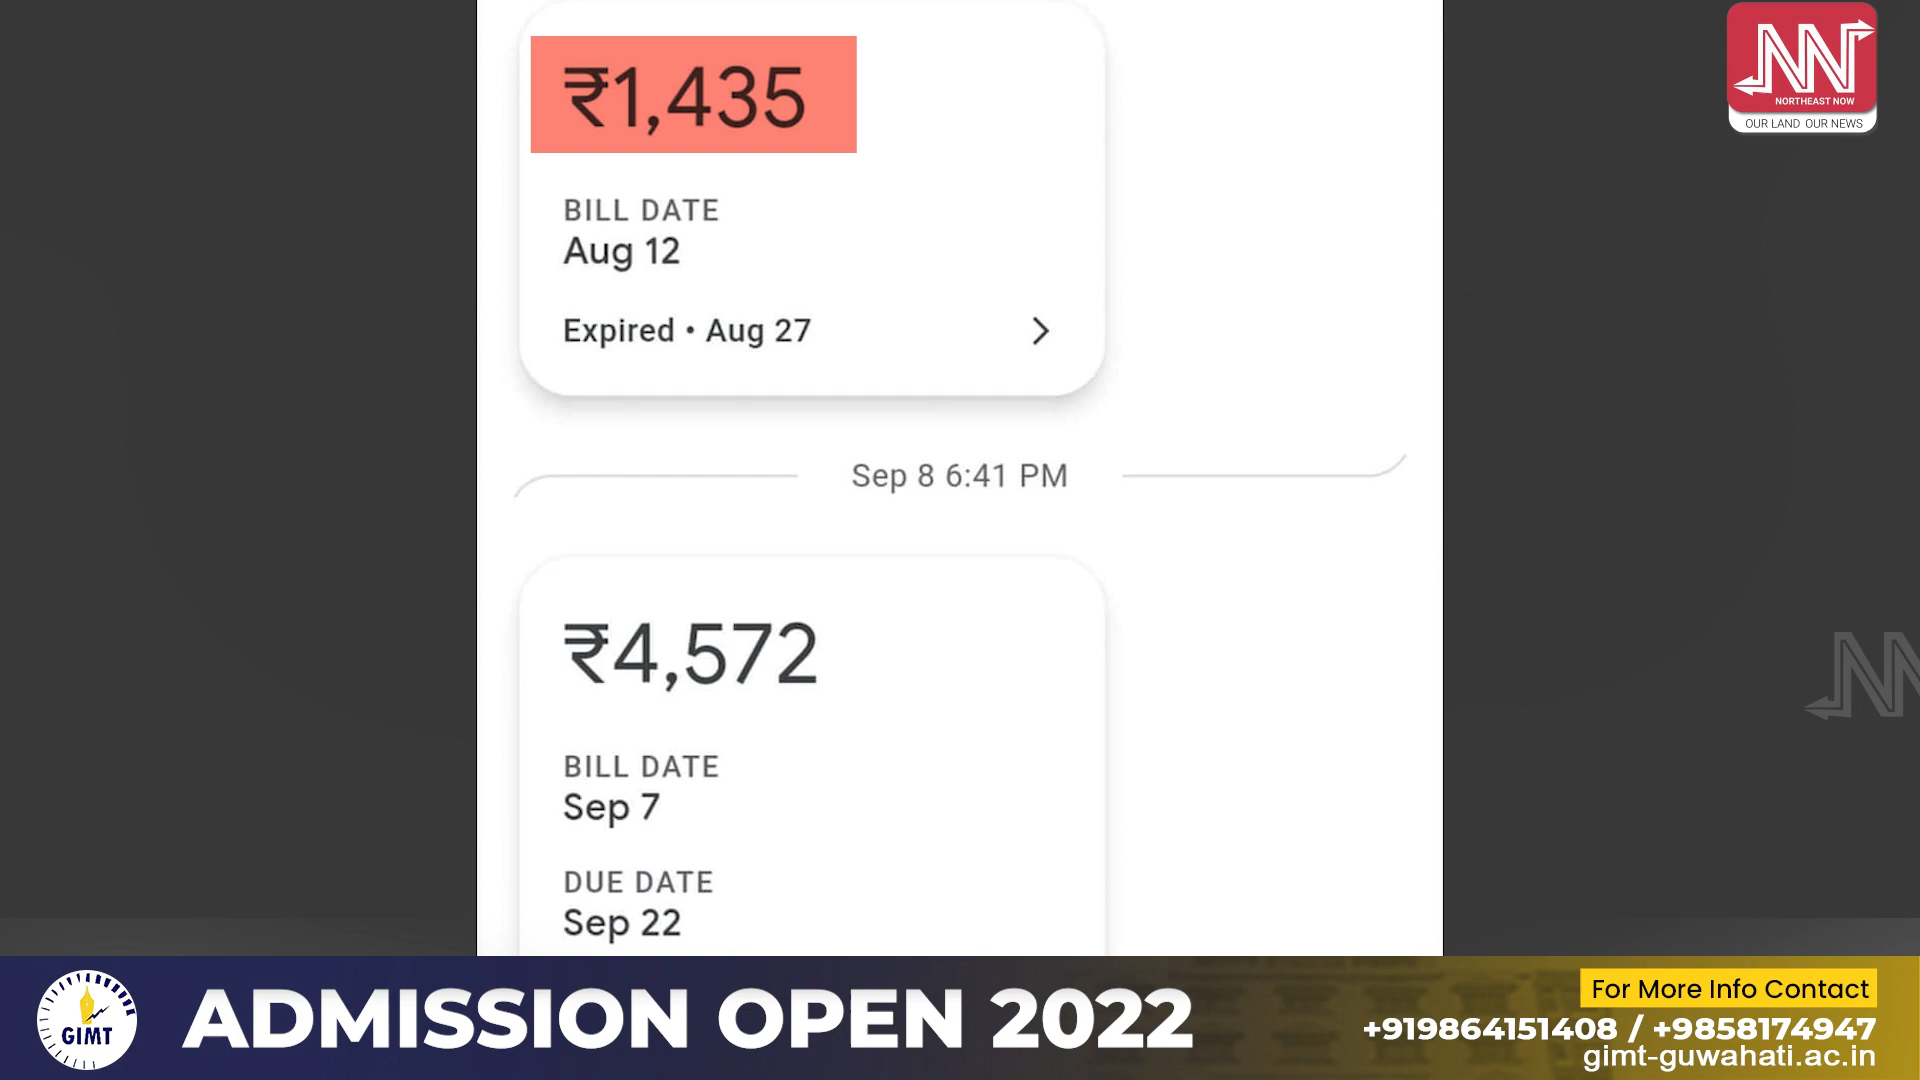 ₹1,435
BILL DATE
Aug 12
Expired • Aug 27
Sep 8 6:41 PM
₹4,572
BILL DATE
Sep 7
DUE DATE
Sep 22
NN
NORTHEAST NOW
OUR LAND OUR NEWS
GIMT
ADMISSION OPEN 2022
For More Info Contact
+919864151408 / +9858174947
gimt-guwahati.ac.in